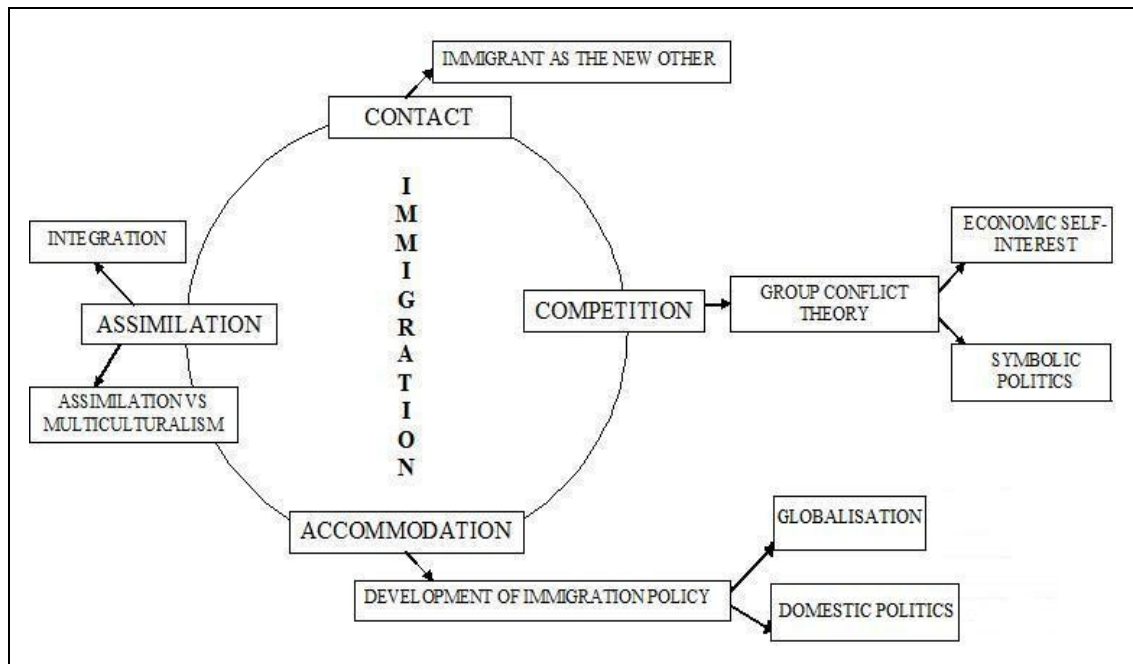 IMMIGRANT AS THE NEW OTHER
CONTACT
IMMIGRATION
INTEGRATION
ASSIMILATION
ASSIMILATION VS
MULTICULTURALISM
COMPETITION
GROUP CONFLICT
THEORY
ECONOMIC SELF-
INTEREST
SYMBOLIC
POLITICS
ACCOMMODATION
DEVELOPMENT OF IMMIGRATION POLICY
GLOBALISATION
DOMESTIC POLITICS